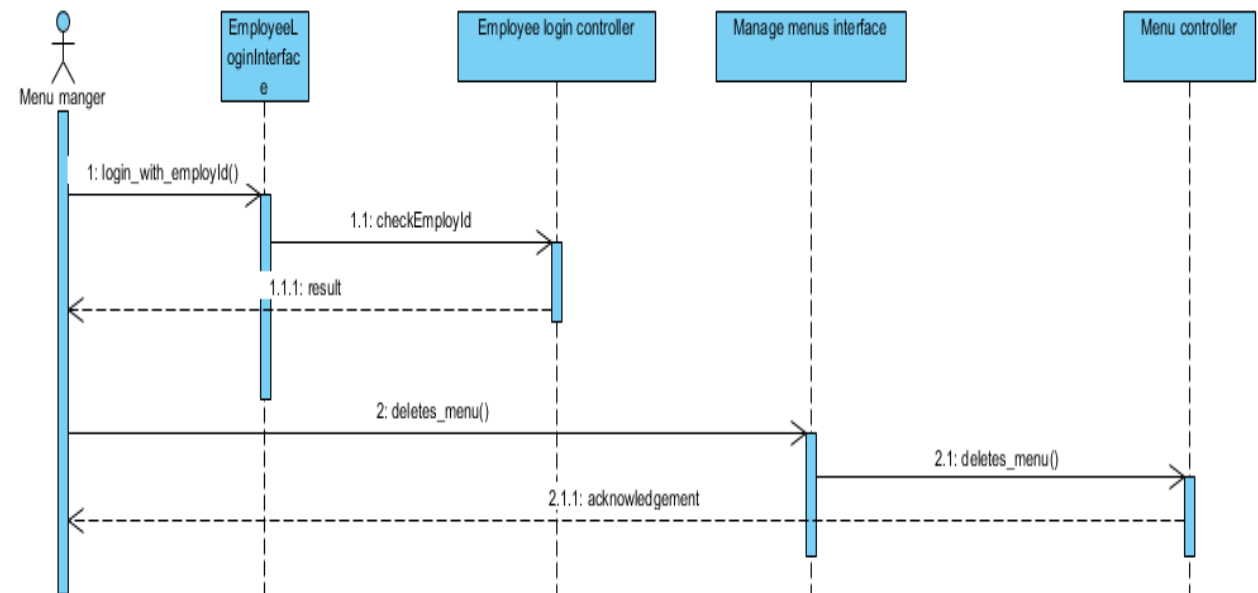 EmployeeL
oginInterfac
e
Employee login controller
Manage menus interface
Menu controller
Menu manger
1: login_with_employId()
1.1: checkEmployId
1.1.1: result
2: deletes_menu()
2.1: deletes_menu()
2.1.1: acknowledgement